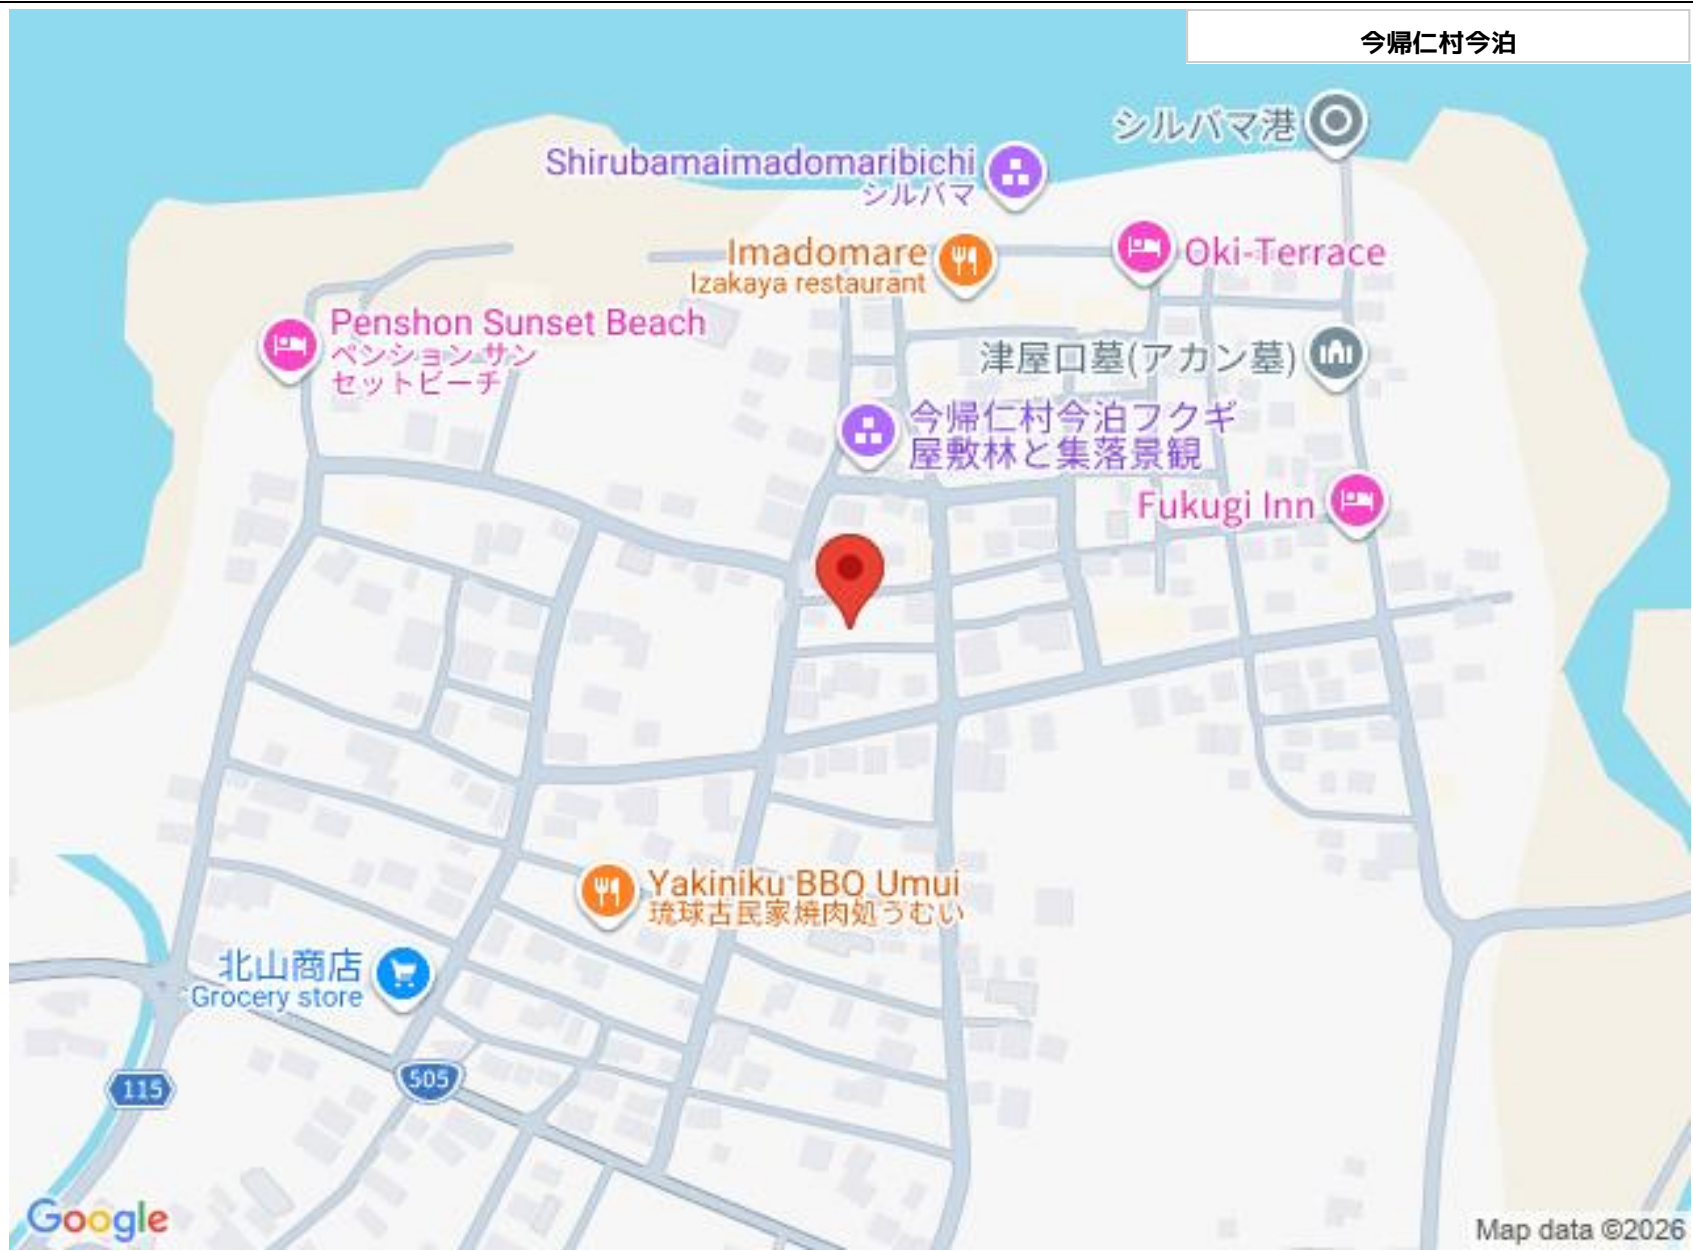 今帰仁村今泊
シルバマ港
Shirubamaimadomaribichi
シルバマ
Imadomare
Izakaya restaurant
Oki-Terrace
Penshon Sunset Beach
ペンション サン
セットビーチ
津屋口墓(アカン墓)
今帰仁村今泊フクギ
屋敷林と集落景観
Fukugi Inn
Yakiniku BBQ Umui
琉球古民家焼肉処うむい
北山商店
Grocery store
505
115
Google
Map data ©2026